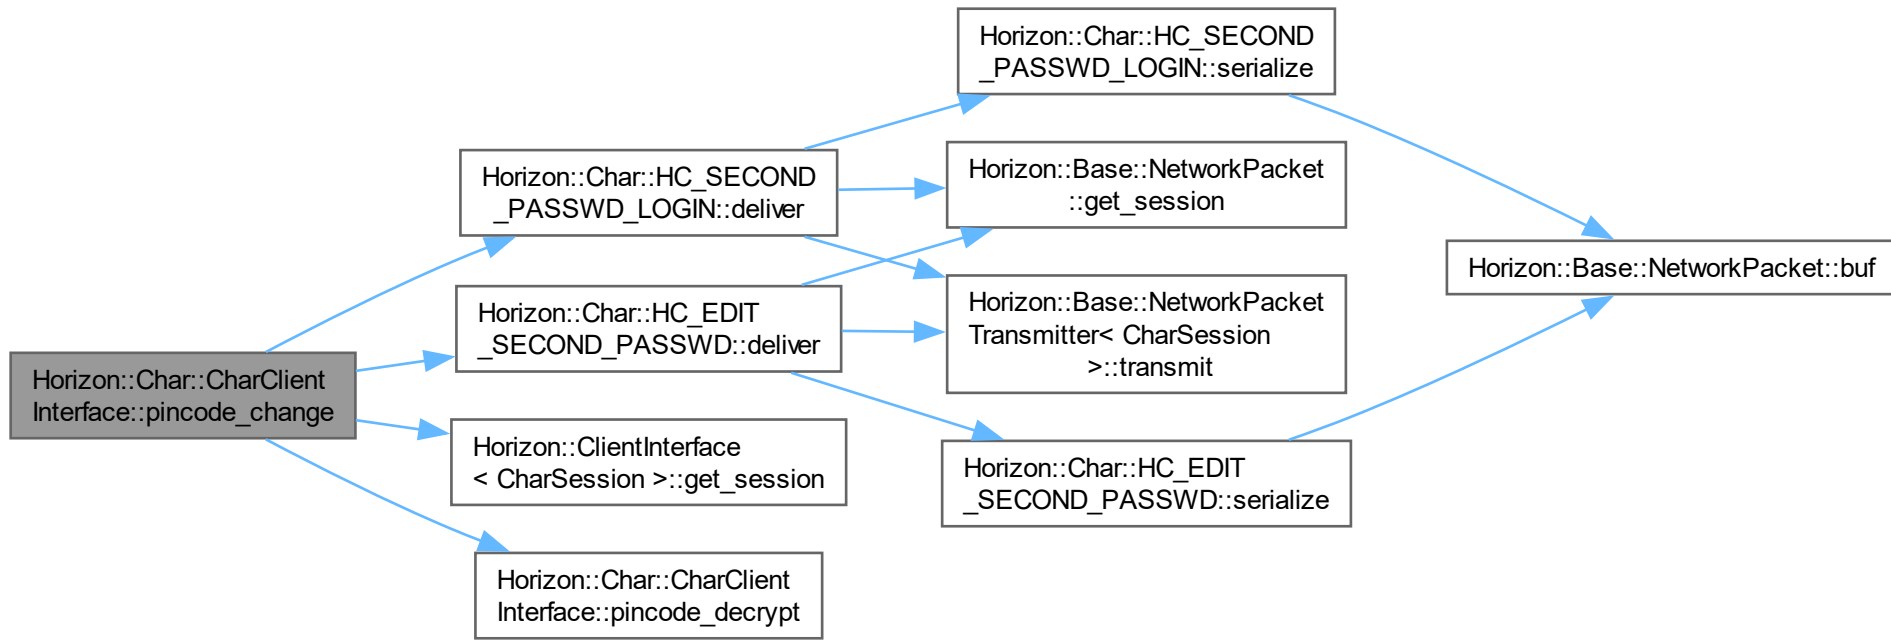 Horizon::Char::CharClient
Interface::pincode_change
Horizon::Char::HC_SECOND
_PASSWD_LOGIN::deliver
Horizon::Char::HC_EDIT
_SECOND_PASSWD::deliver
Horizon::ClientInterface
< CharSession >::get_session
Horizon::Char::CharClient
Interface::pincode_decrypt
Horizon::Char::HC_SECOND
_PASSWD_LOGIN::serialize
Horizon::Base::NetworkPacket
::get_session
Horizon::Base::NetworkPacket
Transmitter< CharSession
>::transmit
Horizon::Char::HC_EDIT
_SECOND_PASSWD::serialize
Horizon::Base::NetworkPacket::buf